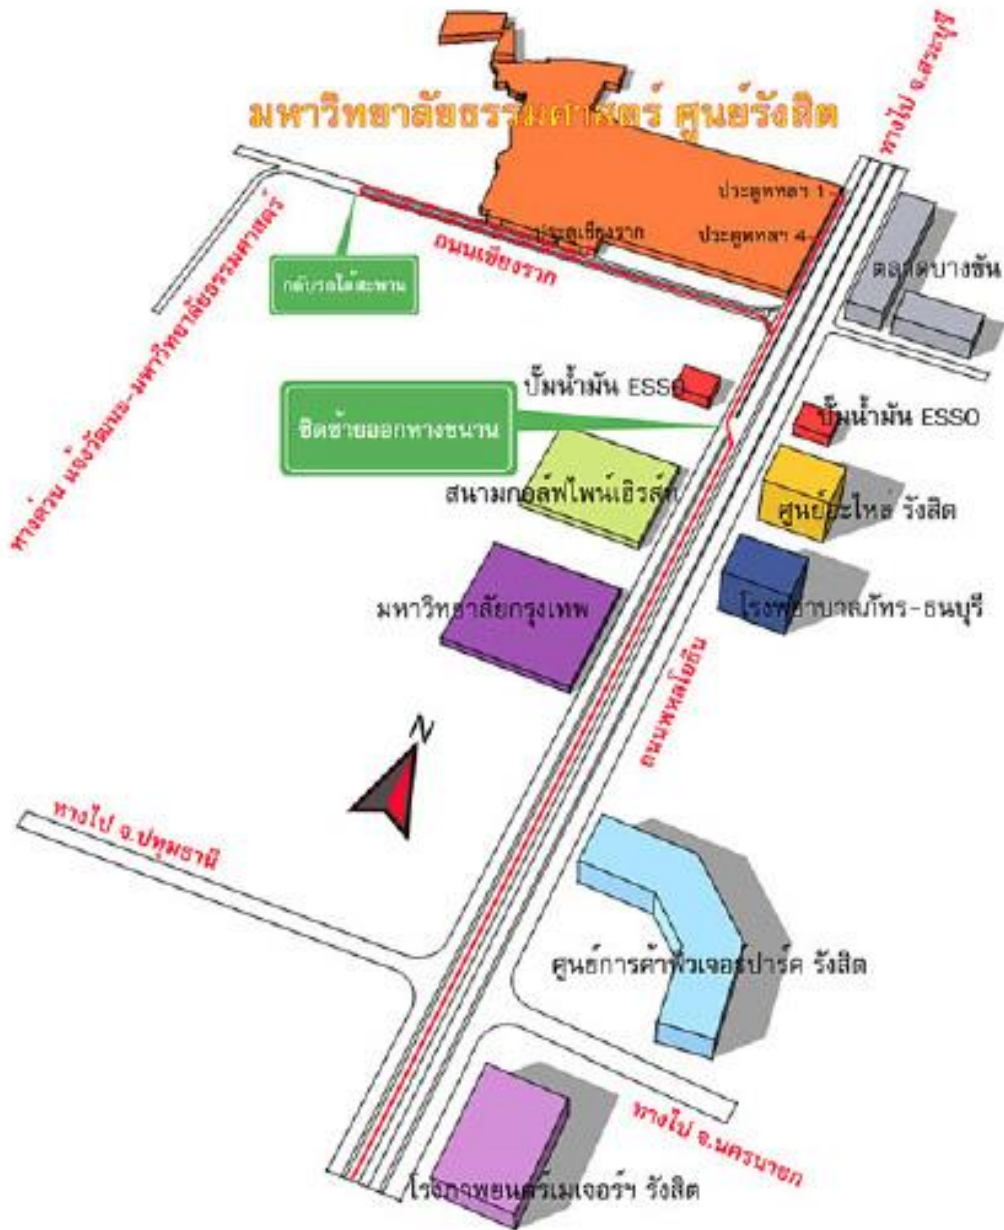 ทางไป จ.สระบุรี
มหาวิทยาลัยธรรมศาสตร์ ศูนย์รังสิต
ประตูพหลฯ 1
ประตูพหลฯ 4
ประตูเชียงราก
ถนนเชียงราก
ตลาดบางขัน
กลับรถใต้สะพาน
ทางด่วน แจ้งวัฒนะ-มหาวิทยาลัยธรรมศาสตร์
ปั๊มน้ำมัน ESSO
ปั๊มน้ำมัน ESSO
ชิดซ้ายออกทางขนาน
สนามกอล์ฟไพน์เฮิร์สท
ศูนย์อะไหล่ รังสิต
มหาวิทยาลัยกรุงเทพ
โรงพยาบาลภัทร-ธนบุรี
ถนนพหลโยธิน
N
ทางไป จ.ปทุมธานี
ศูนย์การค้าฟิวเจอร์ปาร์ค รังสิต
ทางไป จ.นครนายก
โรงภาพยนตร์เมเจอร์ฯ รังสิต